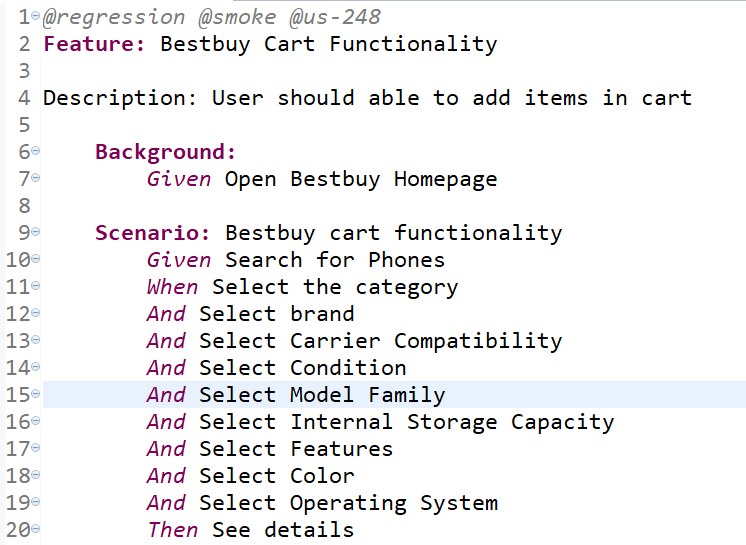 1 @regression @smoke @us-248
2 Feature: Bestbuy Cart Functionality
3
4 Description: User should able to add items in cart
5
6 Background:
7 Given Open Bestbuy Homepage
8
9 Scenario: Bestbuy cart functionality
10 Given Search for Phones
11 When Select the category
12 And Select brand
13 And Select Carrier Compatibility
14 And Select Condition
15 And Select Model Family
16 And Select Internal Storage Capacity
17 And Select Features
18 And Select Color
19 And Select Operating System
20 Then See details